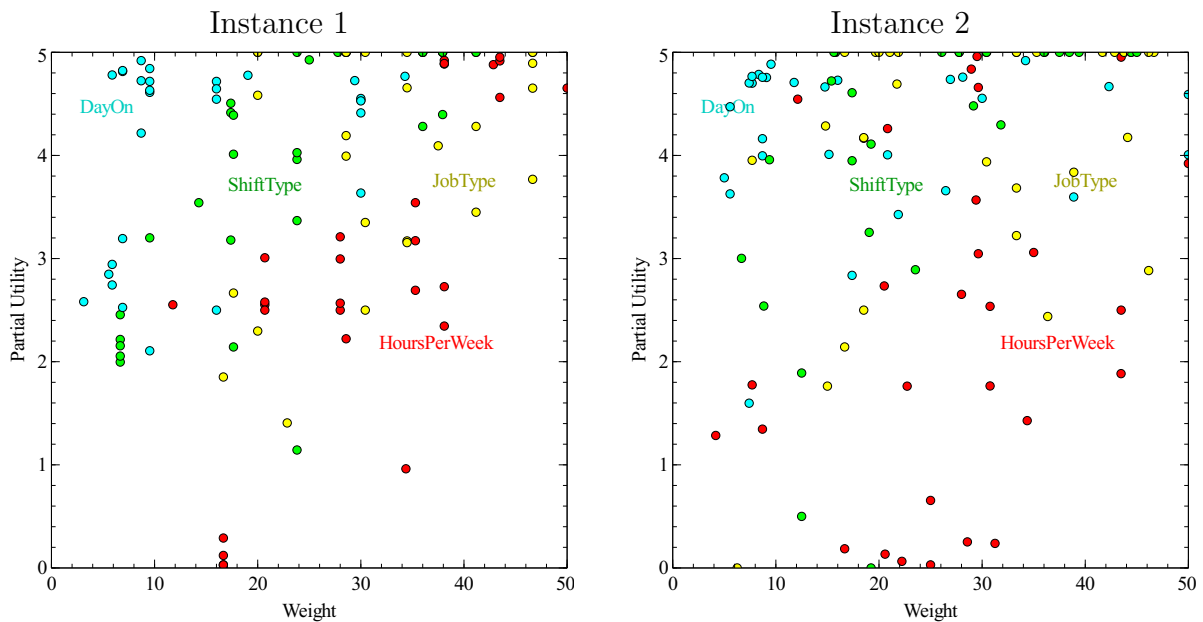 Instance 1
5
4
3
2
1
0
Partial Utility
DayOn
ShiftType
JobType
HoursPerWeek
0 10 20 30 40 50
Weight
Instance 2
5
4
3
2
1
0
Partial Utility
DayOn
ShiftType
JobType
HoursPerWeek
0 10 20 30 40 50
Weight